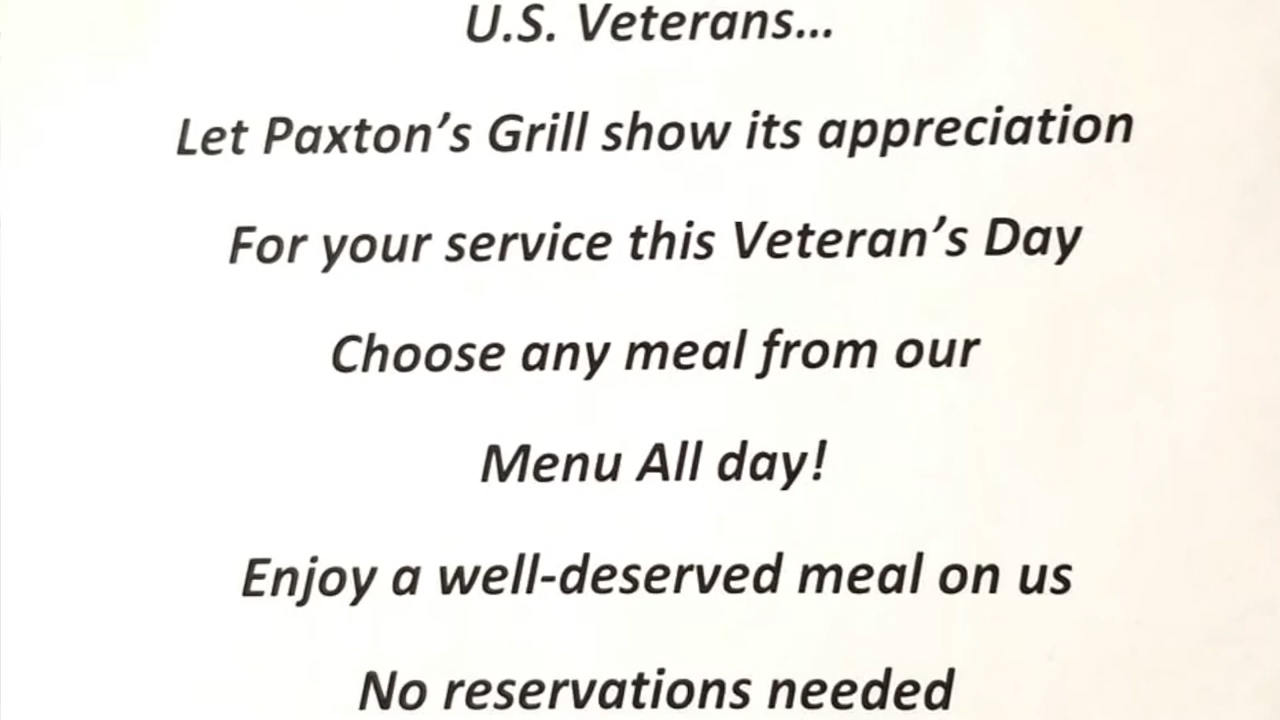 U.S. Veterans...
Let Paxton's Grill show its appreciation
For your service this Veteran's Day
Choose any meal from our
Menu All day!
Enjoy a well-deserved meal on us
No reservations needed